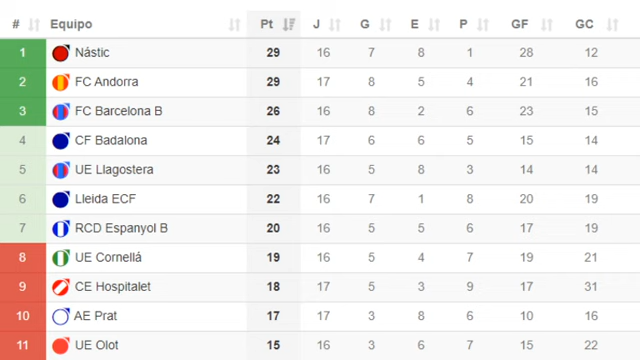 # Equipo Pt J G E P GF GC
1 Nástic 29 16 7 8 1 28 12
2 FC Andorra 29 17 8 5 4 21 16
3 FC Barcelona B 26 16 8 2 6 23 15
4 CF Badalona 24 17 6 6 5 15 14
5 UE Llagostera 23 16 5 8 3 14 14
6 Lleida ECF 22 16 7 1 8 20 19
7 RCD Espanyol B 20 16 5 5 6 17 19
8 UE Cornellá 19 16 5 4 7 19 21
9 CE Hospitalet 18 17 5 3 9 17 31
10 AE Prat 17 17 3 8 6 10 16
11 UE Olot 15 16 3 6 7 15 22